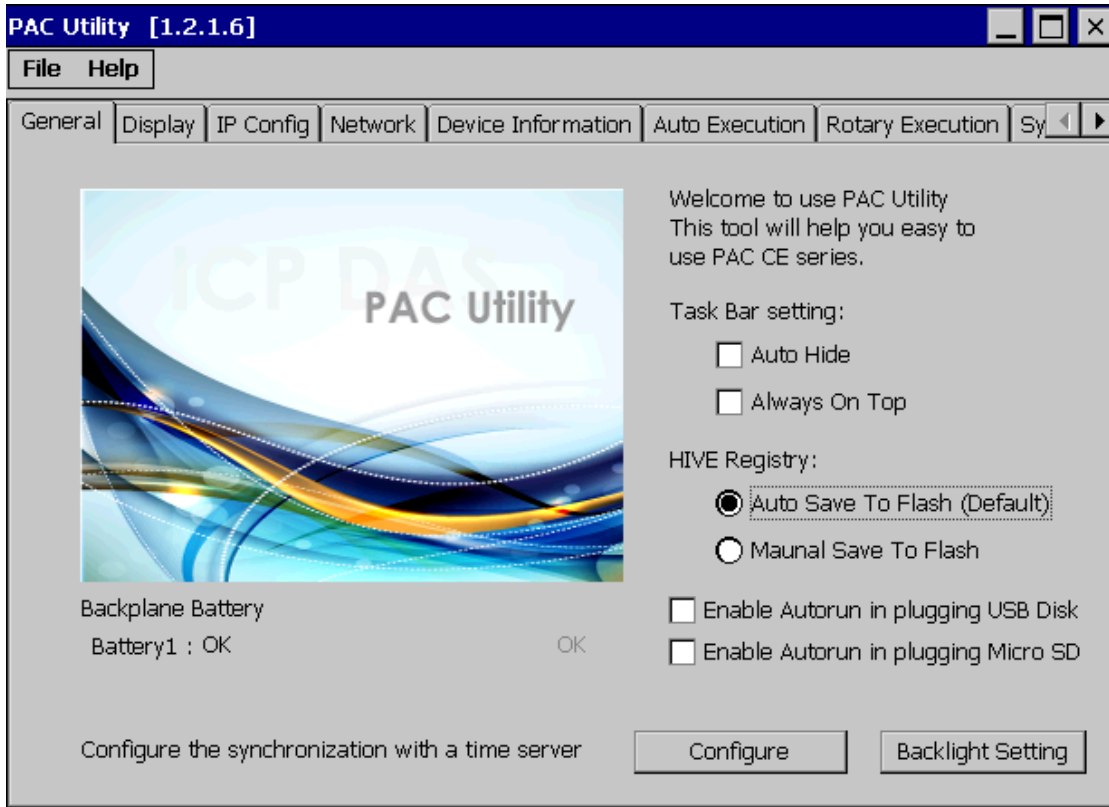 PAC Utility [1.2.1.6]
File Help
General Display IP Config Network Device Information Auto Execution Rotary Execution Sy
ICP DAS
PAC Utility
Welcome to use PAC Utility
This tool will help you easy to
use PAC CE series.
Task Bar setting:
Auto Hide
Always On Top
HIVE Registry:
Auto Save To Flash (Default)
Maunal Save To Flash
Backplane Battery
Battery1 : OK OK
Enable Autorun in plugging USB Disk
Enable Autorun in plugging Micro SD
Configure the synchronization with a time server
Configure
Backlight Setting